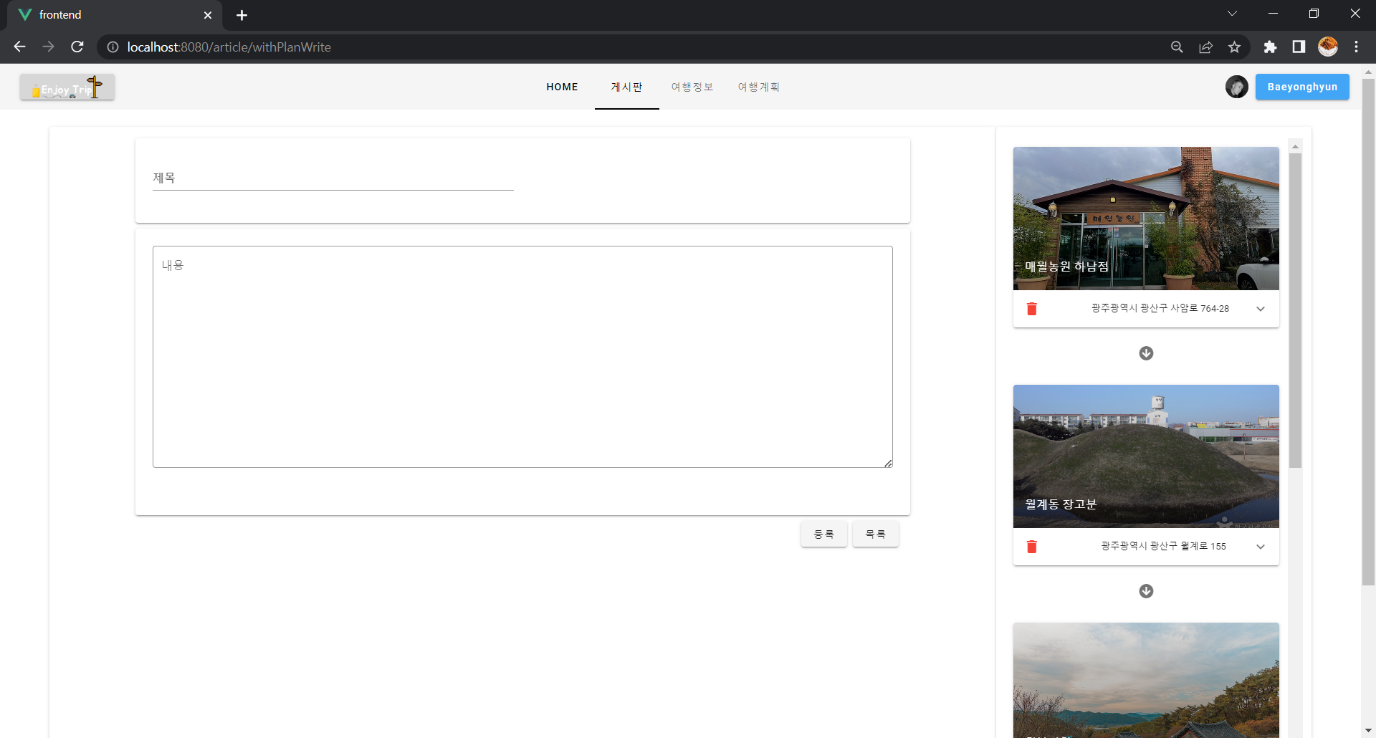 frontend
localhost:8080/article/withPlanWrite
Enjoy Trip
HOME
게시판
여행정보
여행계획
Baeyonghyun
제목
내용
등록
목록
매월농원 하남점
광주광역시 광산구 사암로 764-28
월계동 장고분
광주광역시 광산구 월계로 155